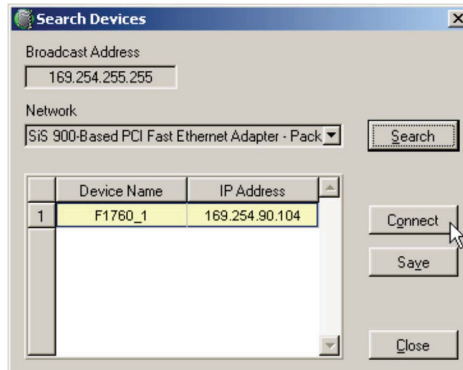 Search Devices
Broadcast Address
169.254.255.255
Network
SiS 900-Based PCI Fast Ethernet Adapter - Pack
Search
Device Name IP Address
1 F1760_1 169.254.90.104
Connect
Save
Close